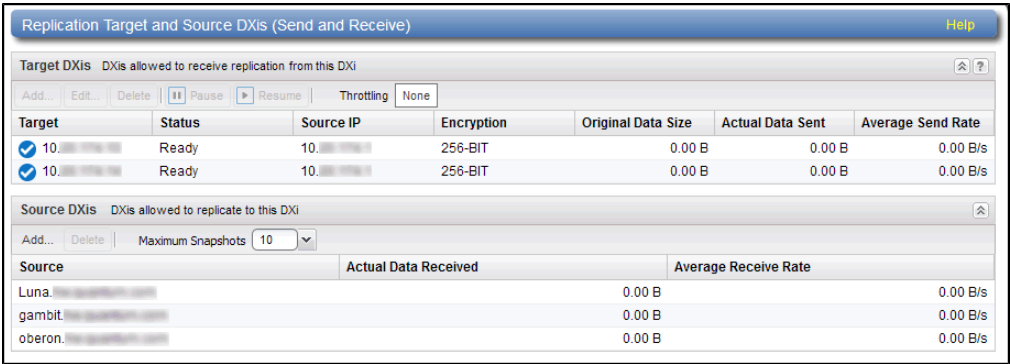 Replication Target and Source DXis (Send and Receive) Help
Target DXis DXis allowed to receive replication from this DXi ?
Add... Edit... Delete Pause Resume Throttling None
Target Status Source IP Encryption Original Data Size Actual Data Sent Average Send Rate
10. Ready 10. 256-BIT 0.00 B 0.00 B 0.00 B/s
10. Ready 10. 256-BIT 0.00 B 0.00 B 0.00 B/s
Source DXis DXis allowed to replicate to this DXi
Add... Delete Maximum Snapshots 10
Source Actual Data Received Average Receive Rate
Luna. 0.00 B 0.00 B/s
gambit. 0.00 B 0.00 B/s
oberon. 0.00 B 0.00 B/s